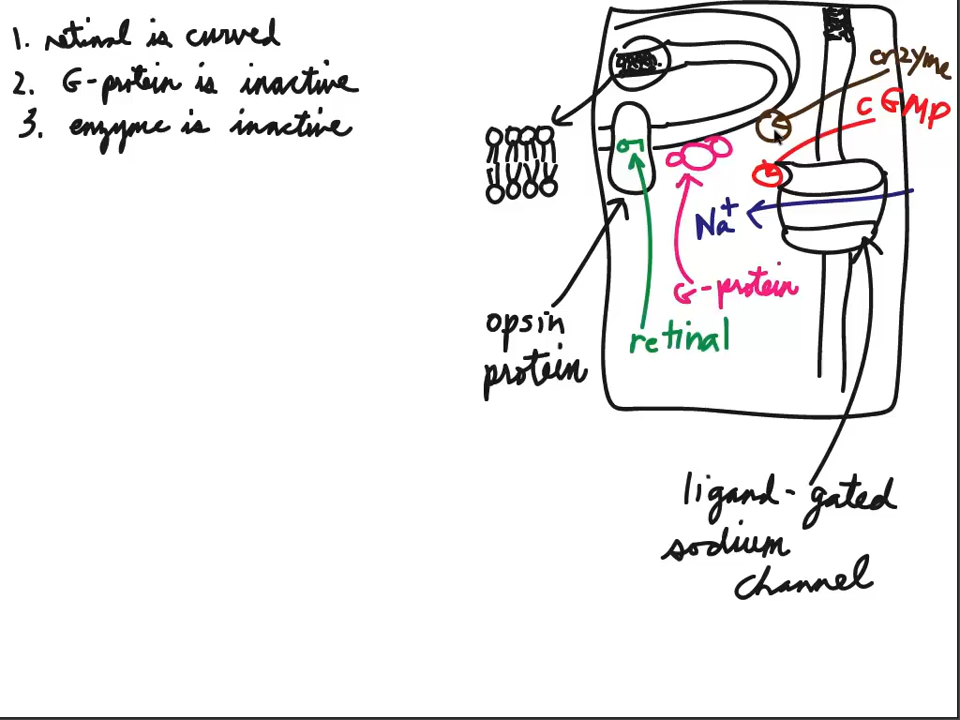 1. retinal is curved
2. G-protein is inactive
3. enzyme is inactive
enzyme
cGMP
Na+
G-protein
opsin
protein
retinal
ligand-gated
sodium
channel